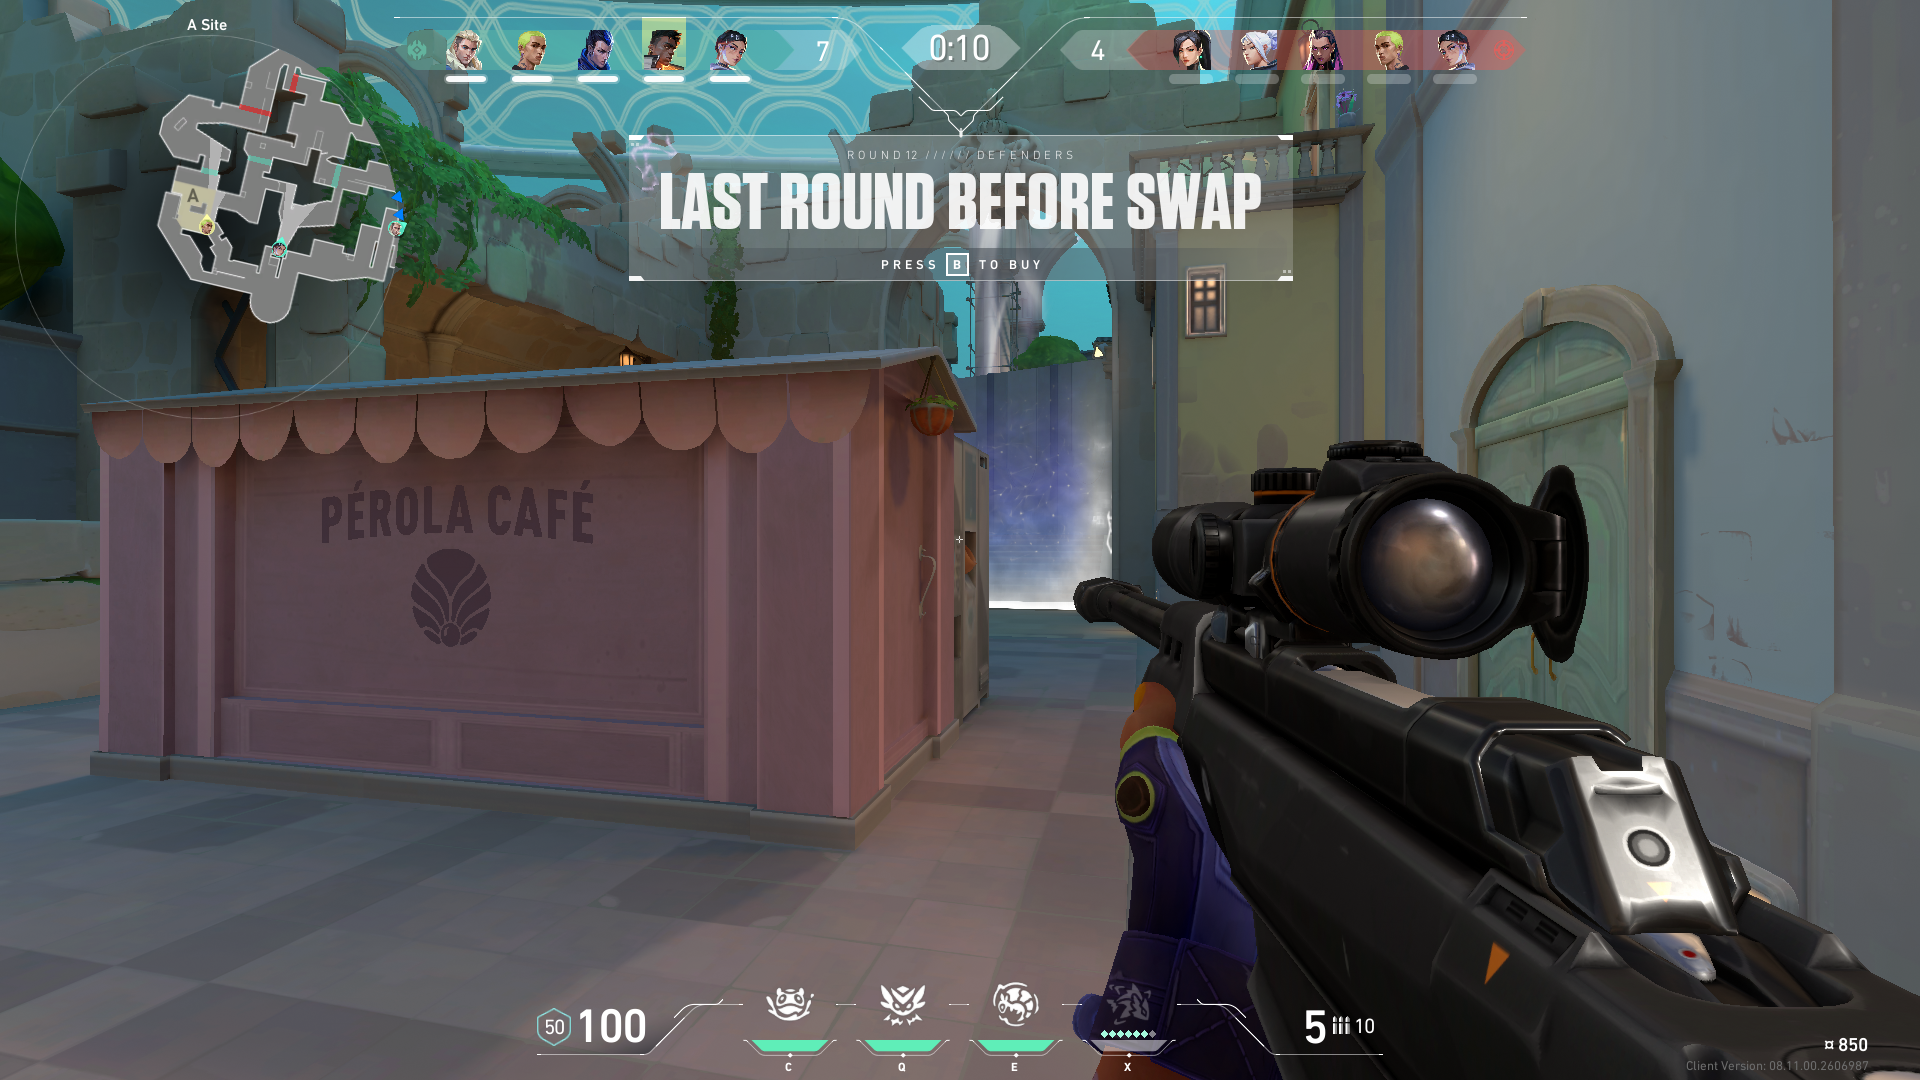 A Site
7
0:10
4
ROUND 12 ////// DEFENDERS
LAST ROUND BEFORE SWAP
PRESS B TO BUY
A
PÉROLA CAFÉ
50 100
5 10
C Q E X
¤ 850
Client Version: 08.11.00.2606987